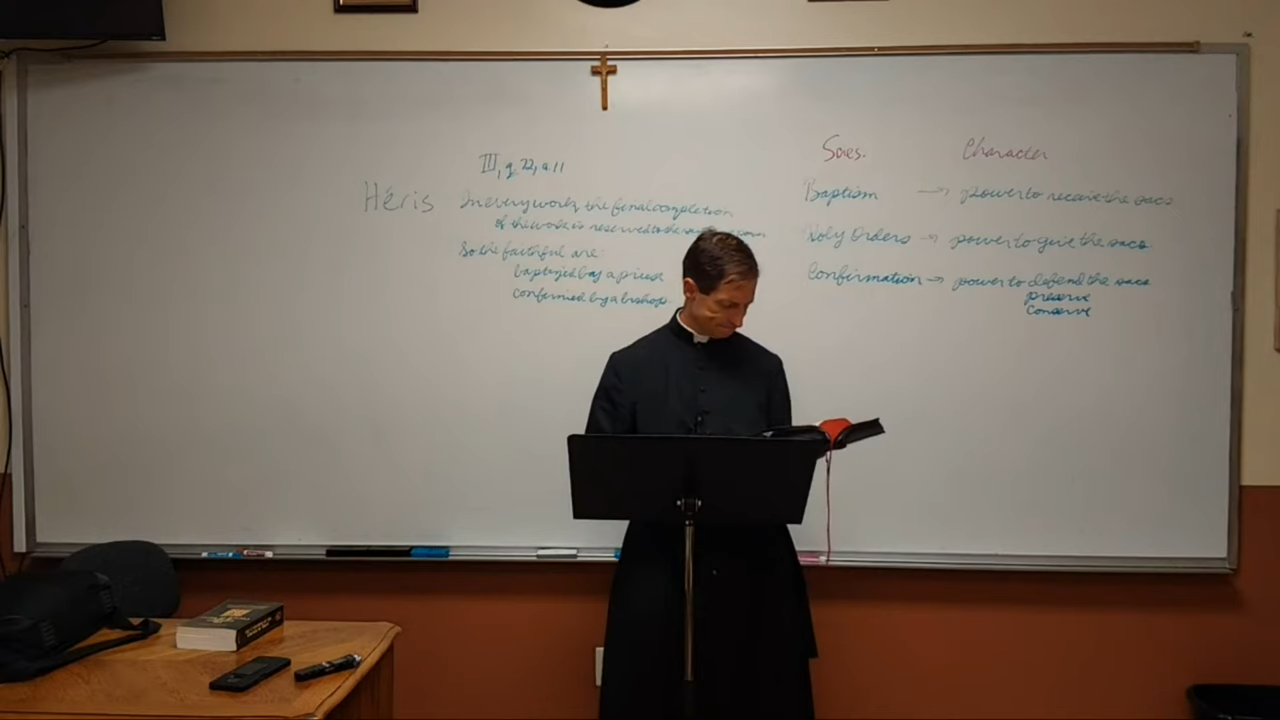 III, q. 72, a. 11
Héris
In every work, the final completion
of the work is reserved to the
So the faithful are:
baptized by a priest
confirmed by a bishop.
Sacs. Character
Baptism → power to receive the sacs
Holy Orders → power to give the sacs
Confirmation → power to defend the sacs
preserve
conserve